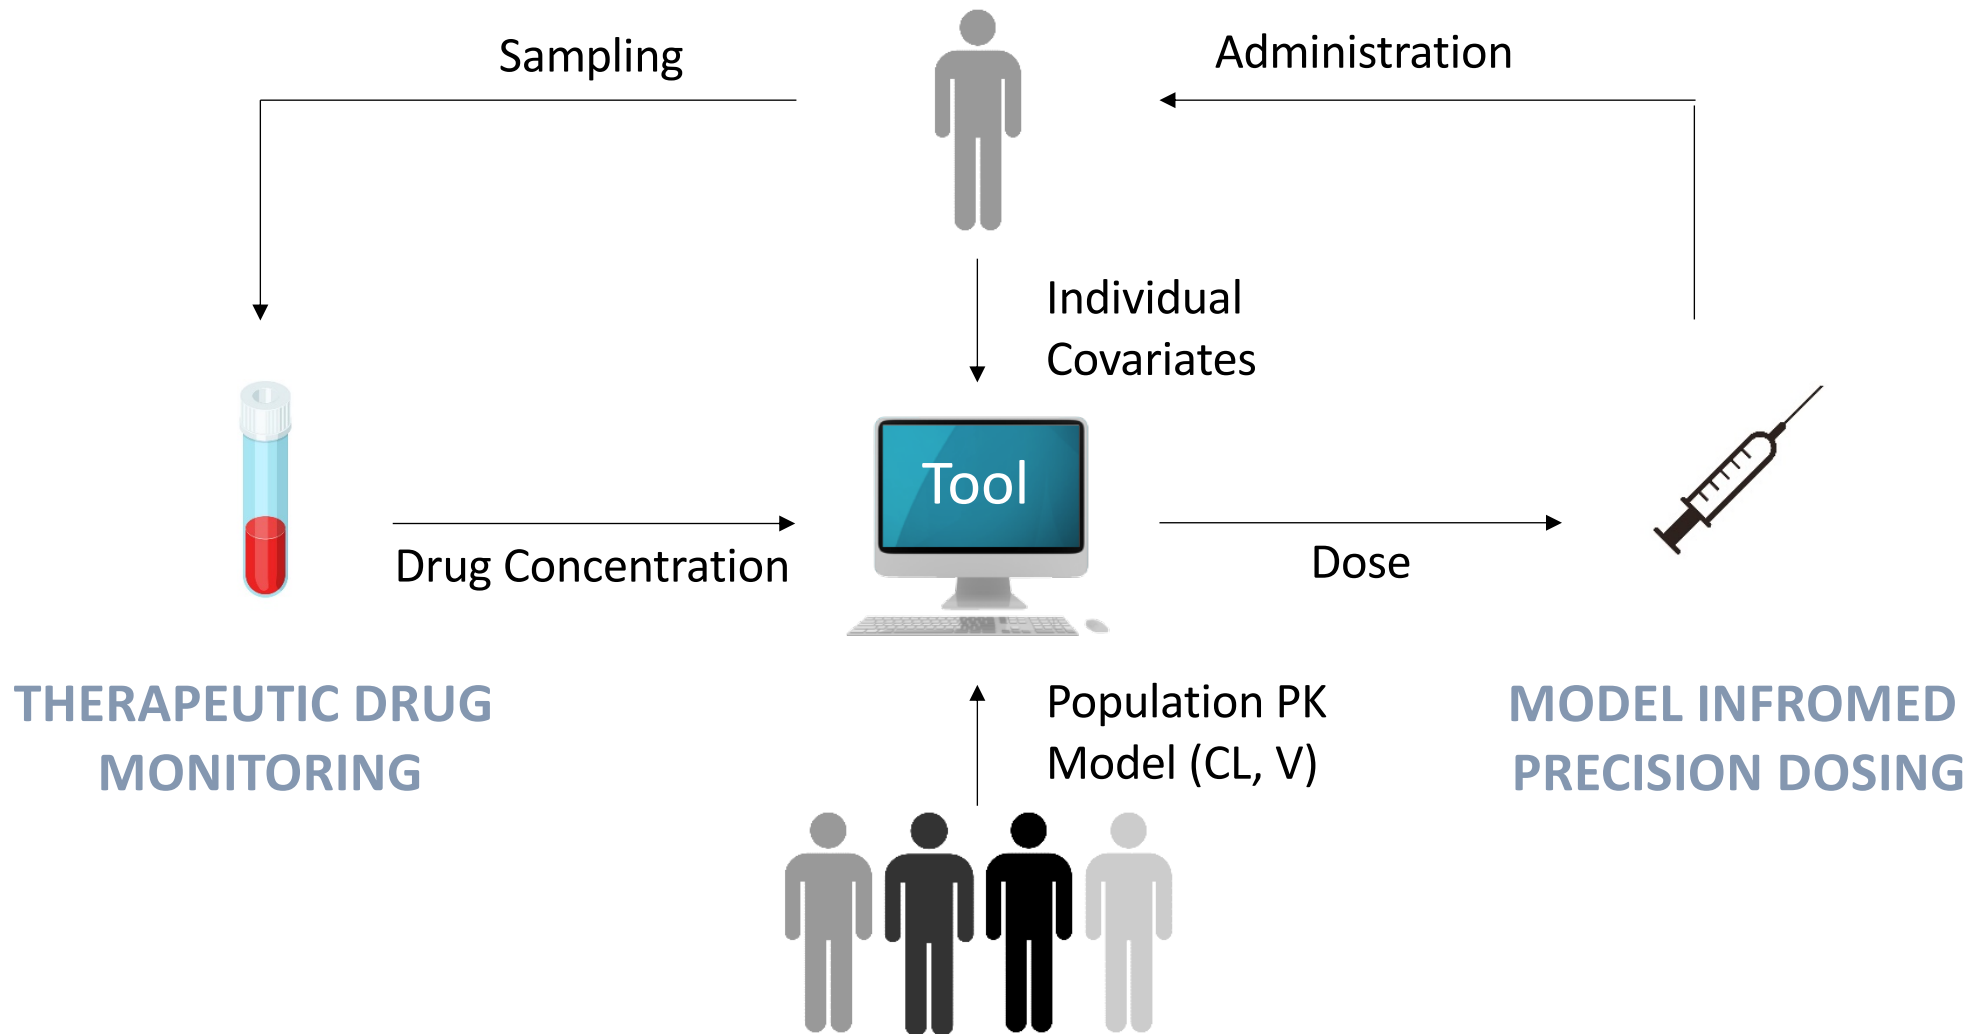 Sampling
Administration
Individual
Covariates
Tool
Drug Concentration
Dose
THERAPEUTIC DRUG
MONITORING
Population PK
Model (CL, V)
MODEL INFROMED
PRECISION DOSING